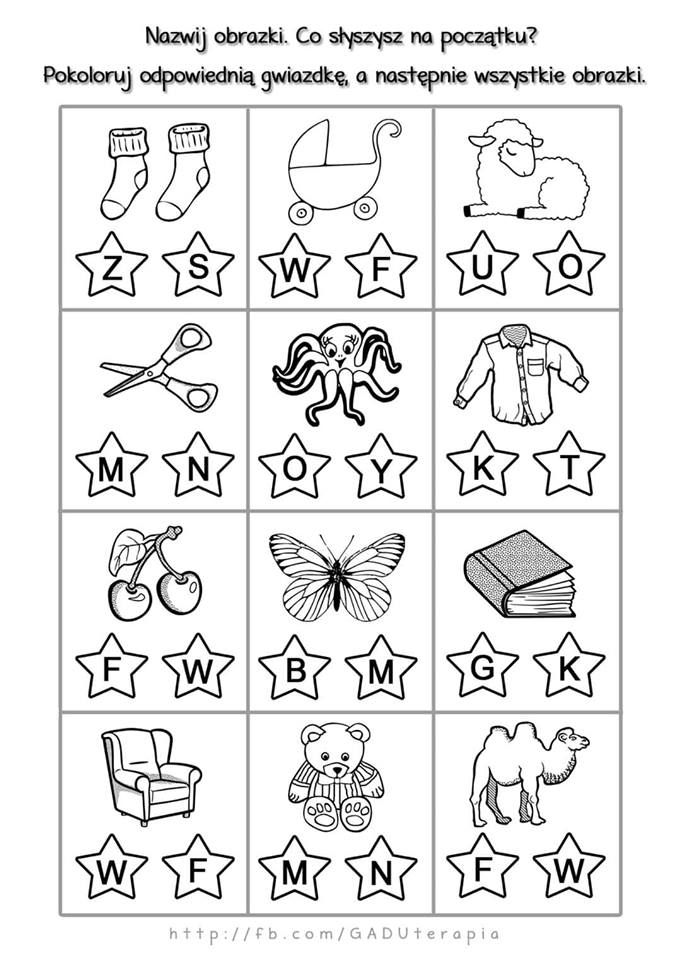 Nazwij obrazki. Co słyszysz na początku?
Pokoloruj odpowiednią gwiazdkę, a następnie wszystkie obrazki.
Z S W F U O
M N O Y K T
F W B M G K
W F M N F W
http://fb.com/GADUterapia